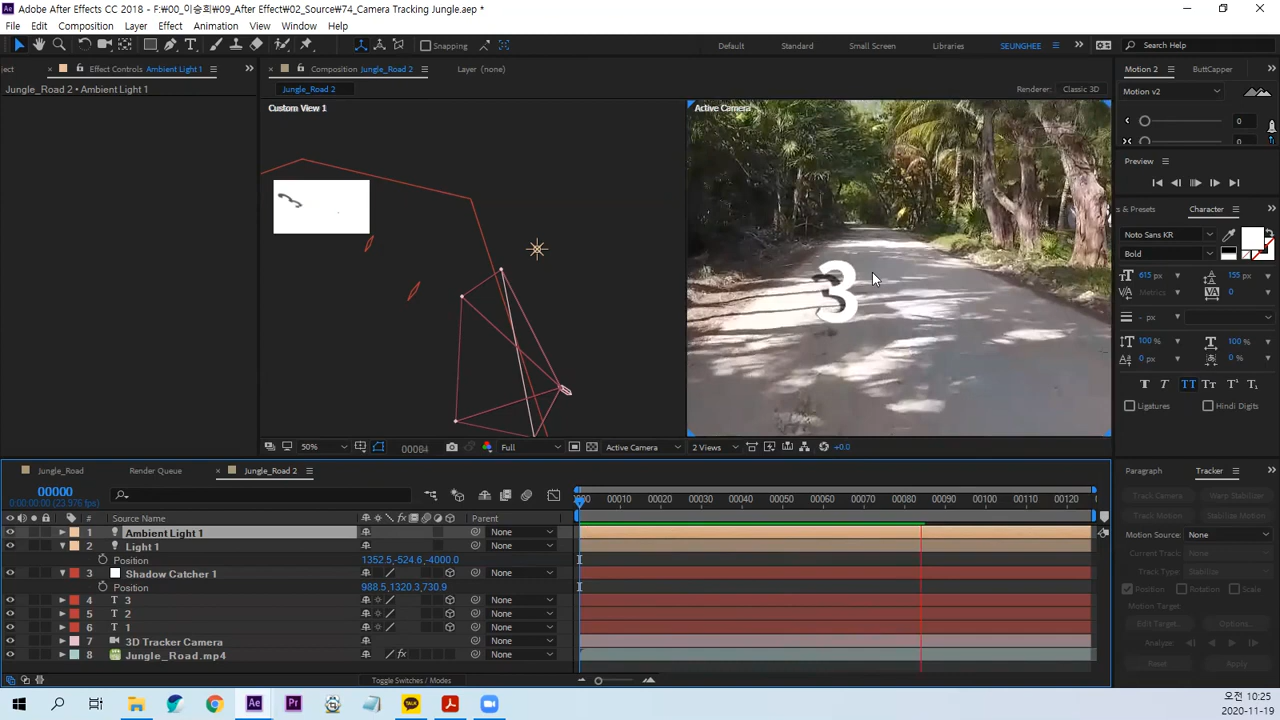 Adobe After Effects CC 2018 - F:₩00_이승희₩09_After Effect₩02_Source₩74_Camera Tracking Jungle.aep *
File Edit Composition Layer Effect Animation View Window Help
Snapping Default Standard Small Screen Libraries SEUNGHEE Search Help
ject Effect Controls Ambient Light 1 Composition Jungle_Road 2 Layer (none) Motion 2 ButtCapper
Jungle_Road 2 • Ambient Light 1 Jungle_Road 2 Renderer: Classic 3D Motion v2
Custom View 1 Active Camera
0
0
Preview
s & Presets Character
Noto Sans KR
Bold
615 px 155 px
Metrics 0
- px
100 % 100 %
0 px 0 %
Ligatures Hindi Digits
3
50% 00084 Full Active Camera 2 Views +0.0
Jungle_Road Render Queue Jungle_Road 2 Paragraph Tracker
00000
0:00:00:00 (23.976 fps)
000 00010 00020 00030 00040 00050 00060 00070 00080 00090 00100 00110 00120
# Source Name Parent
1 Ambient Light 1 None
2 Light 1 None
Position 1352.5,-524.6,-4000.0
3 Shadow Catcher 1 None
Position 988.5,1320.3,730.9
4 T 3 None
5 T 2 None
6 T 1 None
7 3D Tracker Camera None
8 Jungle_Road.mp4 None
Toggle Switches / Modes
Track Camera Warp Stabilizer
Track Motion Stabilize Motion
Motion Source: None
Current Track: None
Track Type: Stabilize
Position Rotation Scale
Motion Target:
Edit Target... Options...
Analyze:
Reset Apply
Ae Pr TALK
오전 10:25
2020-11-19